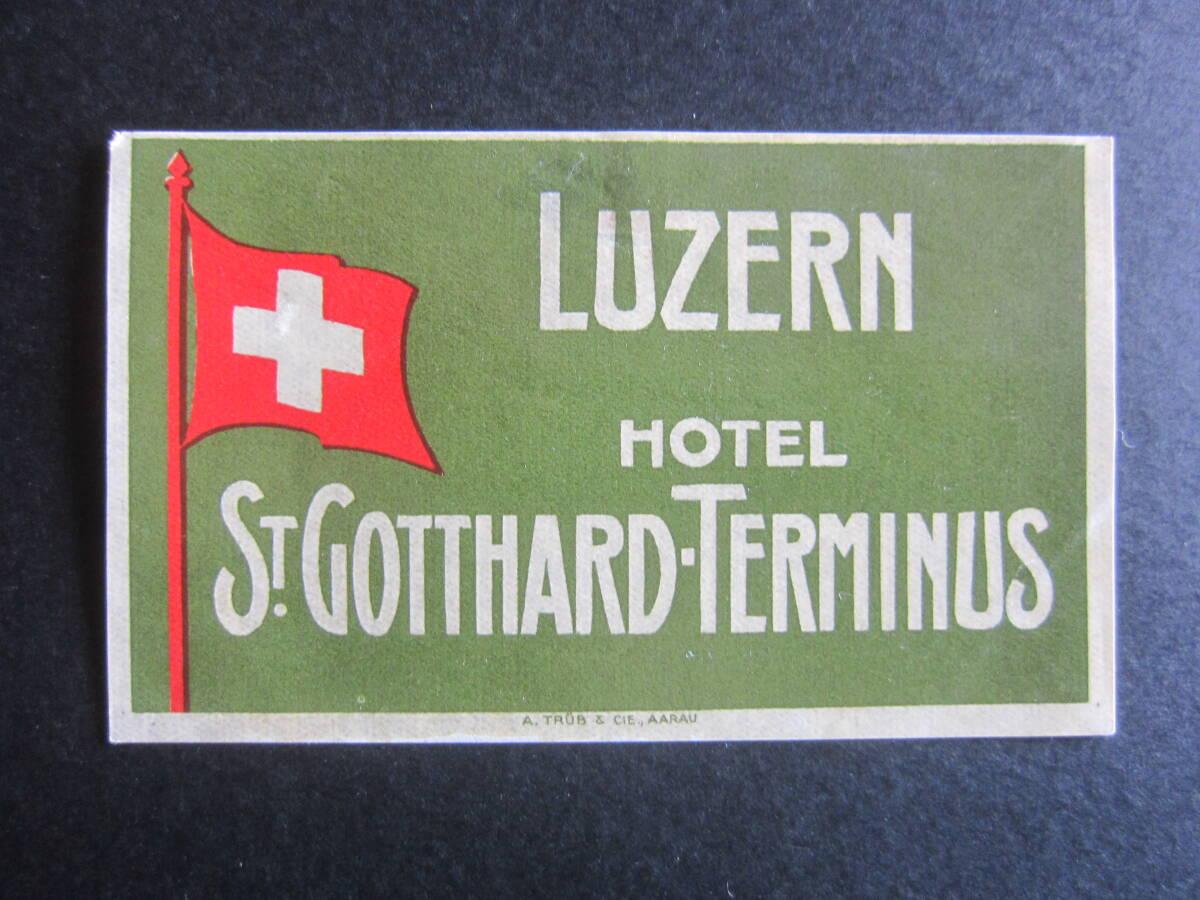 LUZERN
HOTEL
ST. GOTTHARD-TERMINUS
A. TRÜB & CIE., AARAU